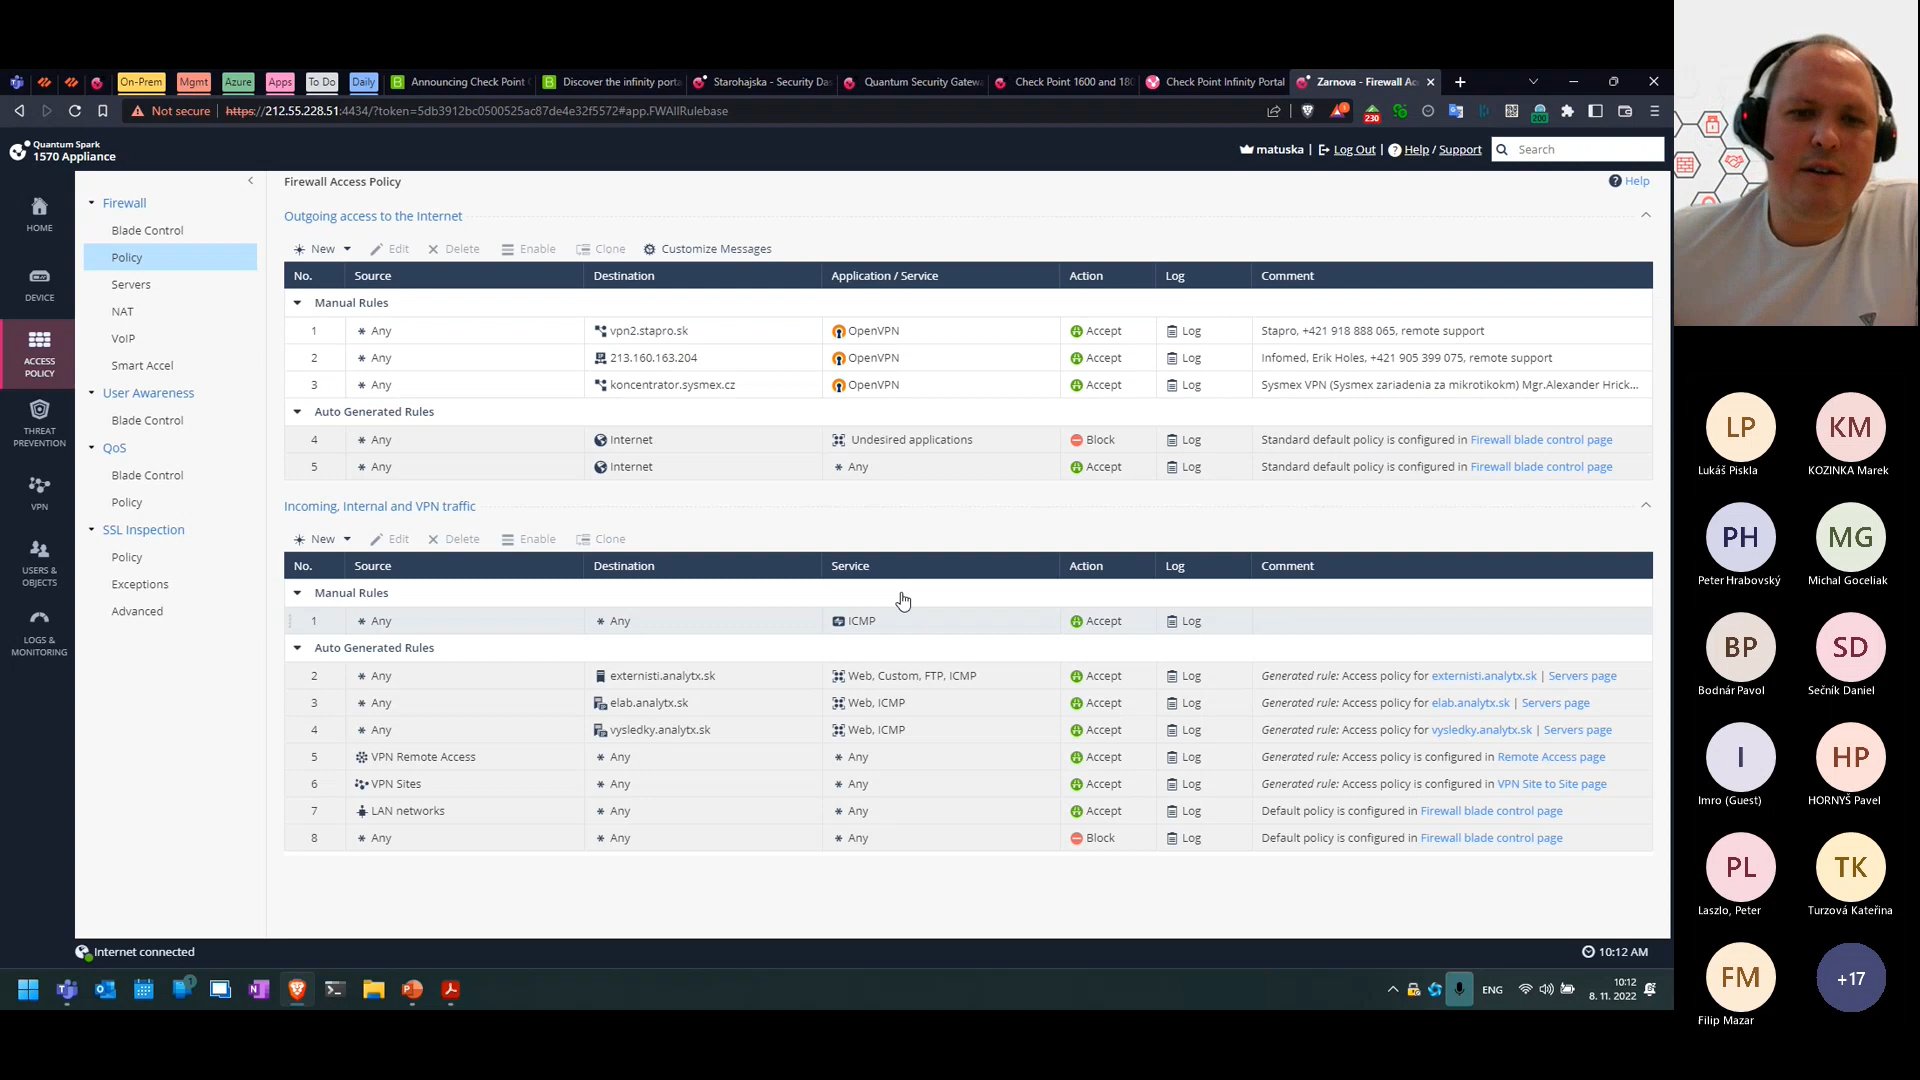 On-Prem Mgmt Azure Apps To Do Daily Announcing Check Point Discover the infinity porta Starohajska - Security Das Quantum Security Gatewa Check Point 1600 and 180 Check Point Infinity Portal Zarnova - Firewall Ac
Not secure https://212.55.228.51:4434/?token=5db3912bc0500525ac87de4e32f5572#app.FWAllRulebase 230 200
Quantum Spark
1570 Appliance
matuska | Log Out | Help / Support Search
HOME
DEVICE
ACCESS POLICY
THREAT PREVENTION
VPN
USERS & OBJECTS
LOGS & MONITORING
Firewall
Blade Control
Policy
Servers
NAT
VoIP
Smart Accel
User Awareness
Blade Control
QoS
Blade Control
Policy
SSL Inspection
Policy
Exceptions
Advanced
Firewall Access Policy Help
Outgoing access to the Internet
New Edit Delete Enable Clone Customize Messages
No. Source Destination Application / Service Action Log Comment
Manual Rules
1 Any vpn2.stapro.sk OpenVPN Accept Log Stapro, +421 918 888 065, remote support
2 Any 213.160.163.204 OpenVPN Accept Log Infomed, Erik Holes, +421 905 399 075, remote support
3 Any koncentrator.sysmex.cz OpenVPN Accept Log Sysmex VPN (Sysmex zariadenia za mikrotikokm) Mgr.Alexander Hrick...
Auto Generated Rules
4 Any Internet Undesired applications Block Log Standard default policy is configured in Firewall blade control page
5 Any Internet Any Accept Log Standard default policy is configured in Firewall blade control page
Incoming, Internal and VPN traffic
New Edit Delete Enable Clone
No. Source Destination Service Action Log Comment
Manual Rules
1 Any Any ICMP Accept Log
Auto Generated Rules
2 Any externisti.analytx.sk Web, Custom, FTP, ICMP Accept Log Generated rule: Access policy for externisti.analytx.sk | Servers page
3 Any elab.analytx.sk Web, ICMP Accept Log Generated rule: Access policy for elab.analytx.sk | Servers page
4 Any vysledky.analytx.sk Web, ICMP Accept Log Generated rule: Access policy for vysledky.analytx.sk | Servers page
5 VPN Remote Access Any Any Accept Log Generated rule: Access policy is configured in Remote Access page
6 VPN Sites Any Any Accept Log Generated rule: Access policy is configured in VPN Site to Site page
7 LAN networks Any Any Accept Log Default policy is configured in Firewall blade control page
8 Any Any Any Block Log Default policy is configured in Firewall blade control page
Internet connected 10:12 AM
ENG 10:12
8. 11. 2022
LP KM
Lukáš Piskla KOZINKA Marek
PH MG
Peter Hrabovský Michal Goceliak
BP SD
Bodnár Pavol Sečník Daniel
I HP
Imro (Guest) HORNYŠ Pavel
PL TK
Laszlo, Peter Turzová Kateřina
FM +17
Filip Mazar